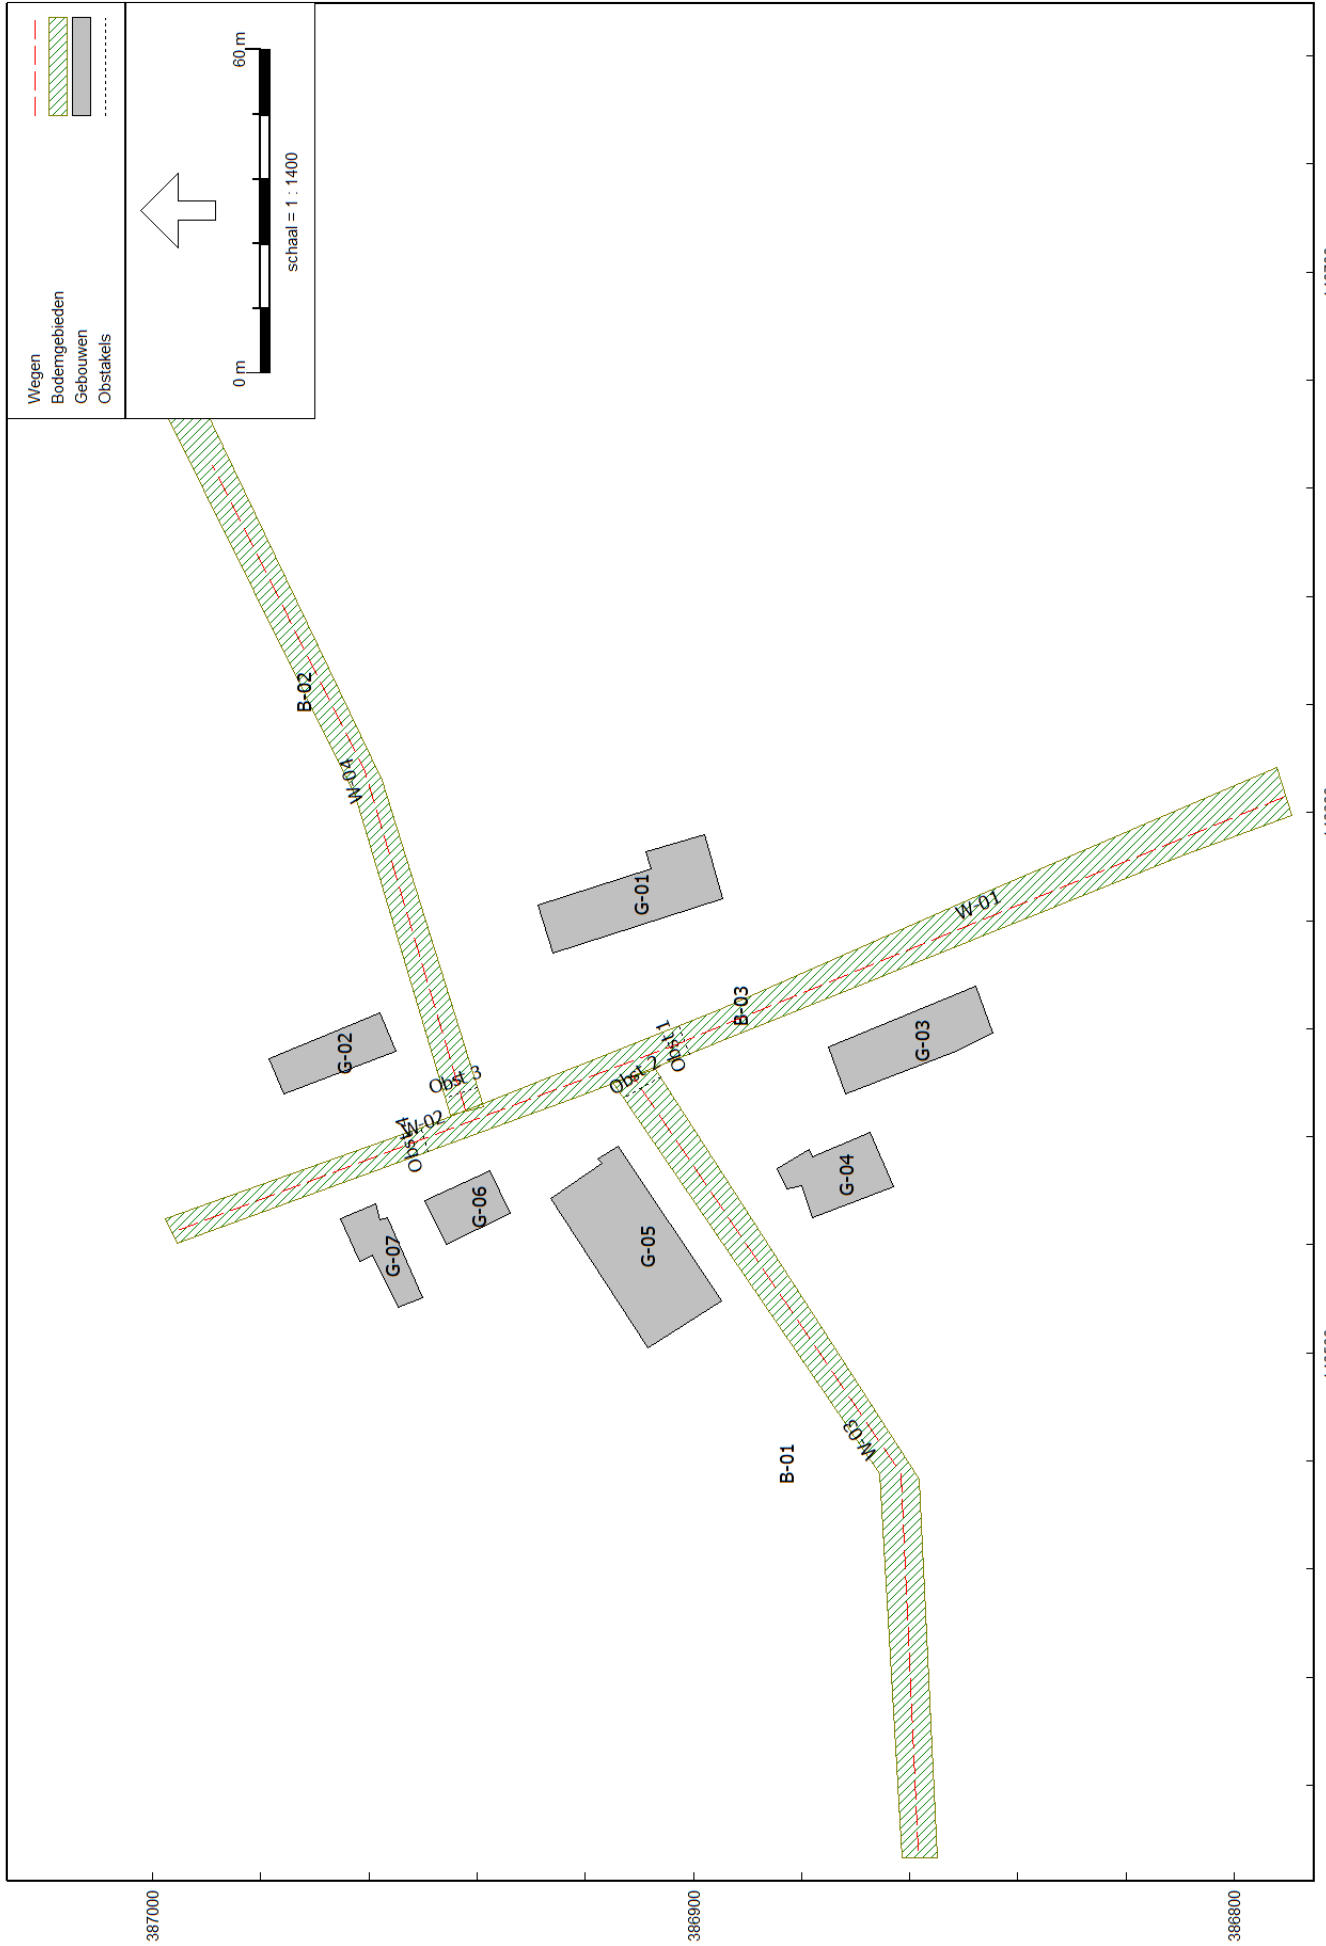 Wegen
Bodemgebieden
Gebouwen
Obstakels
0 m 60 m
schaal = 1 : 1400
B-02
W-04
G-01
G-02
W-01
B-03
Obst 1
Obst 2
Obst 3
W-02
Obst 4
G-03
G-04
G-05
G-06
G-07
W-03
B-01
387000
386900
386800